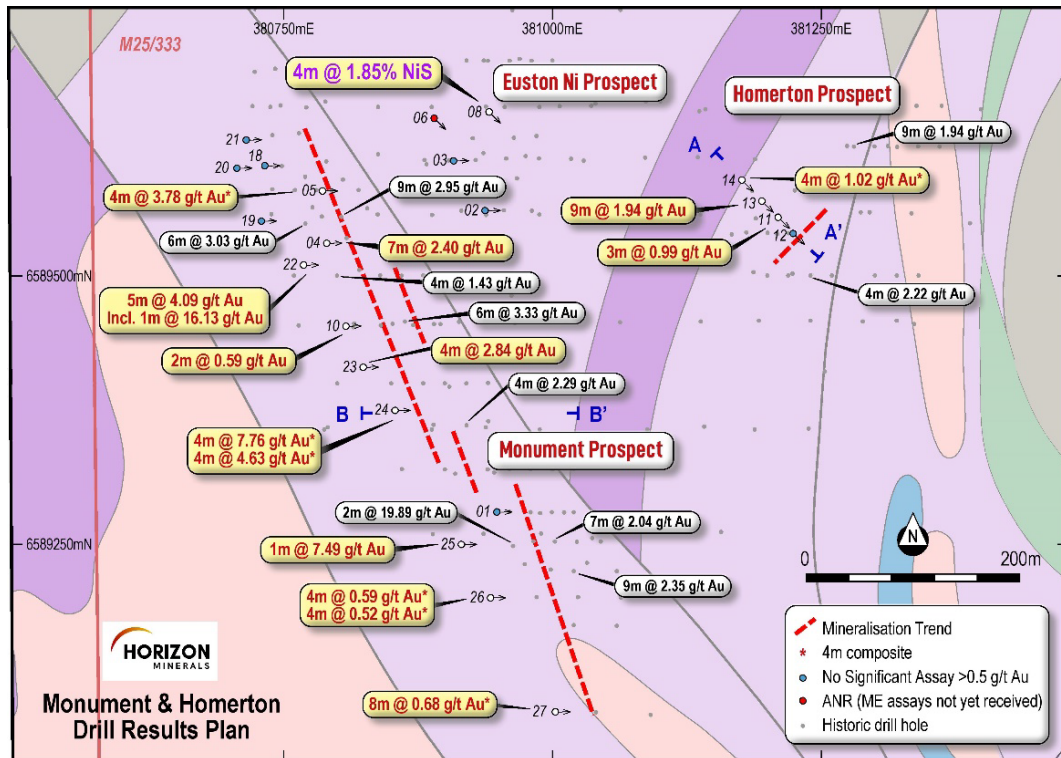 380750mE
381000mE
381250mE
M25/333
4m @ 1.85% NiS
08
Euston Ni Prospect
Homerton Prospect
06
9m @ 1.94 g/t Au
21
18
20
03
A
14
4m @ 1.02 g/t Au*
4m @ 3.78 g/t Au*
05
9m @ 2.95 g/t Au
13
9m @ 1.94 g/t Au
02
11
19
6m @ 3.03 g/t Au
04
7m @ 2.40 g/t Au
12
A'
3m @ 0.99 g/t Au
22
6589500mN
4m @ 1.43 g/t Au
4m @ 2.22 g/t Au
5m @ 4.09 g/t Au
Incl. 1m @ 16.13 g/t Au
6m @ 3.33 g/t Au
10
2m @ 0.59 g/t Au
4m @ 2.84 g/t Au
23
4m @ 2.29 g/t Au
24
B
B'
4m @ 7.76 g/t Au*
4m @ 4.63 g/t Au*
Monument Prospect
01
2m @ 19.89 g/t Au
7m @ 2.04 g/t Au
6589250mN
1m @ 7.49 g/t Au
25
9m @ 2.35 g/t Au
0
200m
4m @ 0.59 g/t Au*
4m @ 0.52 g/t Au*
26
8m @ 0.68 g/t Au*
27
HORIZON
MINERALS
Monument & Homerton
Drill Results Plan
Mineralisation Trend
* 4m composite
No Significant Assay >0.5 g/t Au
ANR (ME assays not yet received)
Historic drill hole